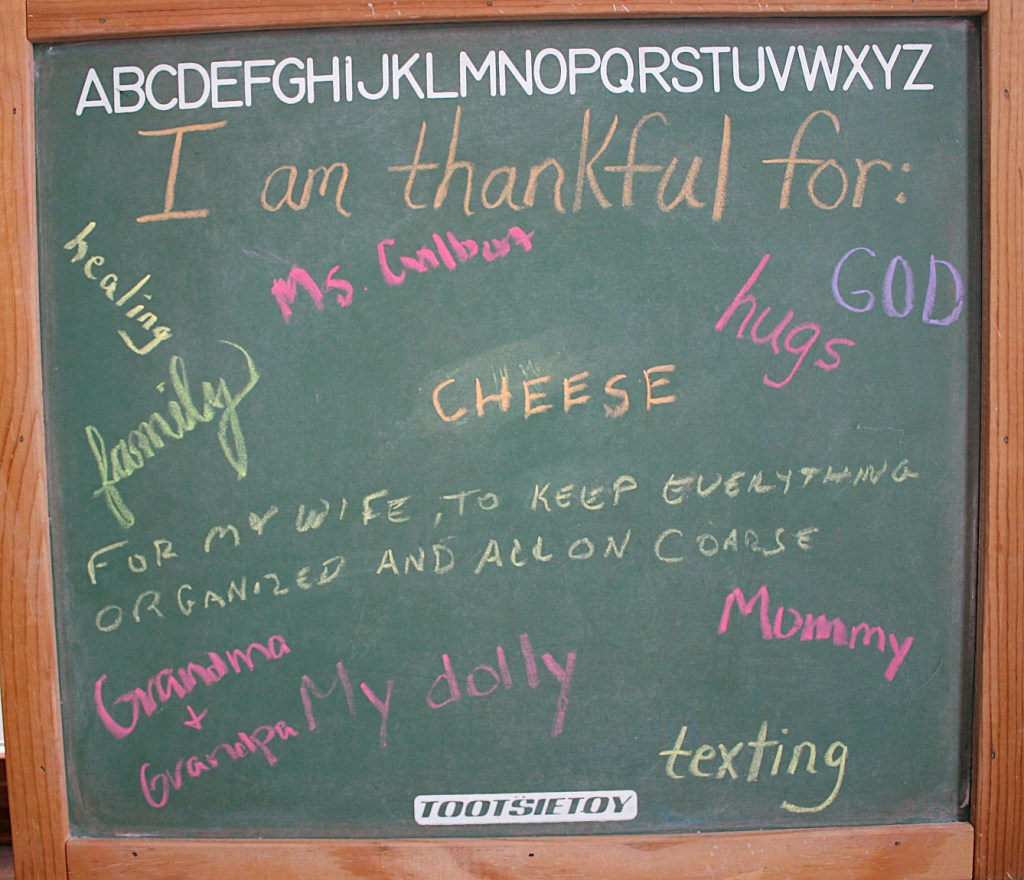 ABCDEFGHIJKLMNOPQRSTUVWXYZ
I am thankful for:
healing
Ms.
hugs
GOD
family
CHEESE
FOR MY WIFE, TO KEEP EVERYTHING
ORGANIZED AND ALL ON COARSE
Mommy
Grandma
+
Grandpa
My dolly
texting
TOOTSIETOY